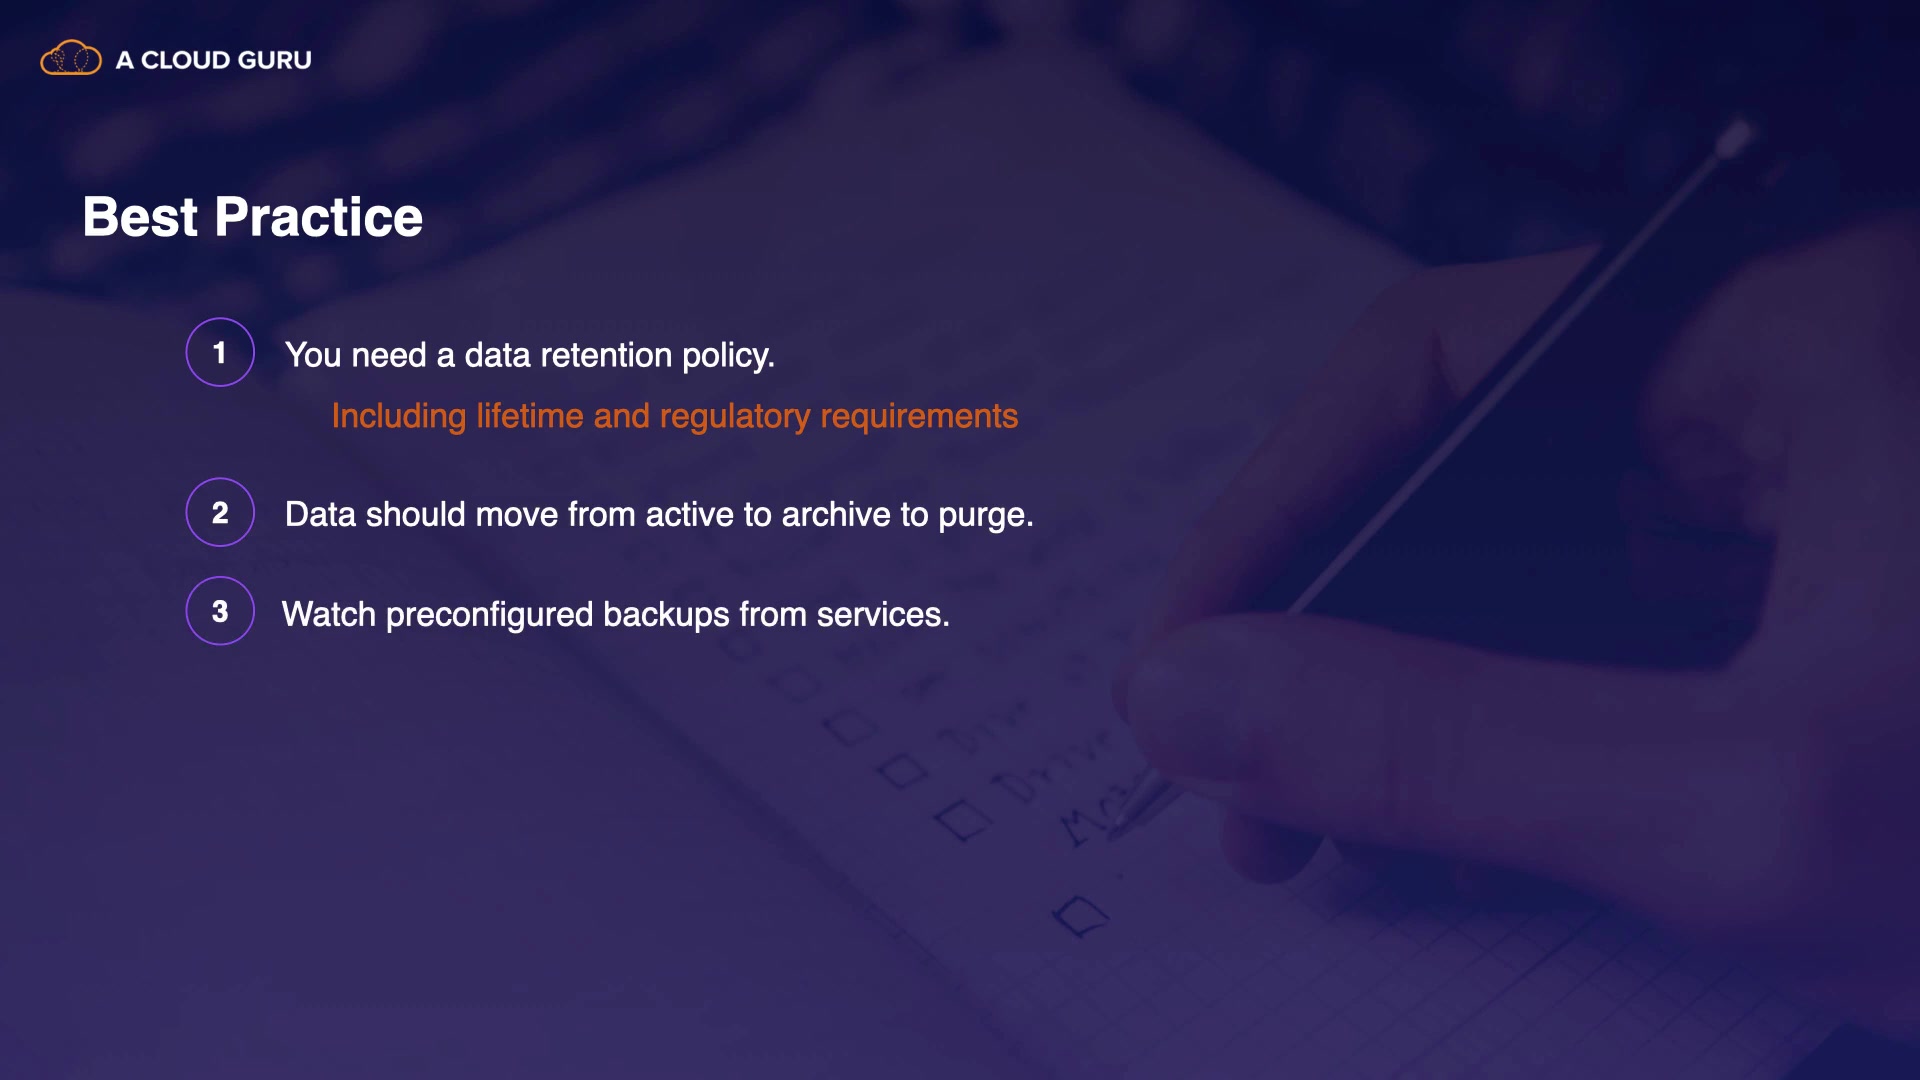 A CLOUD GURU
Best Practice
1 You need a data retention policy.
Including lifetime and regulatory requirements
2 Data should move from active to archive to purge.
3 Watch preconfigured backups from services.
Drive